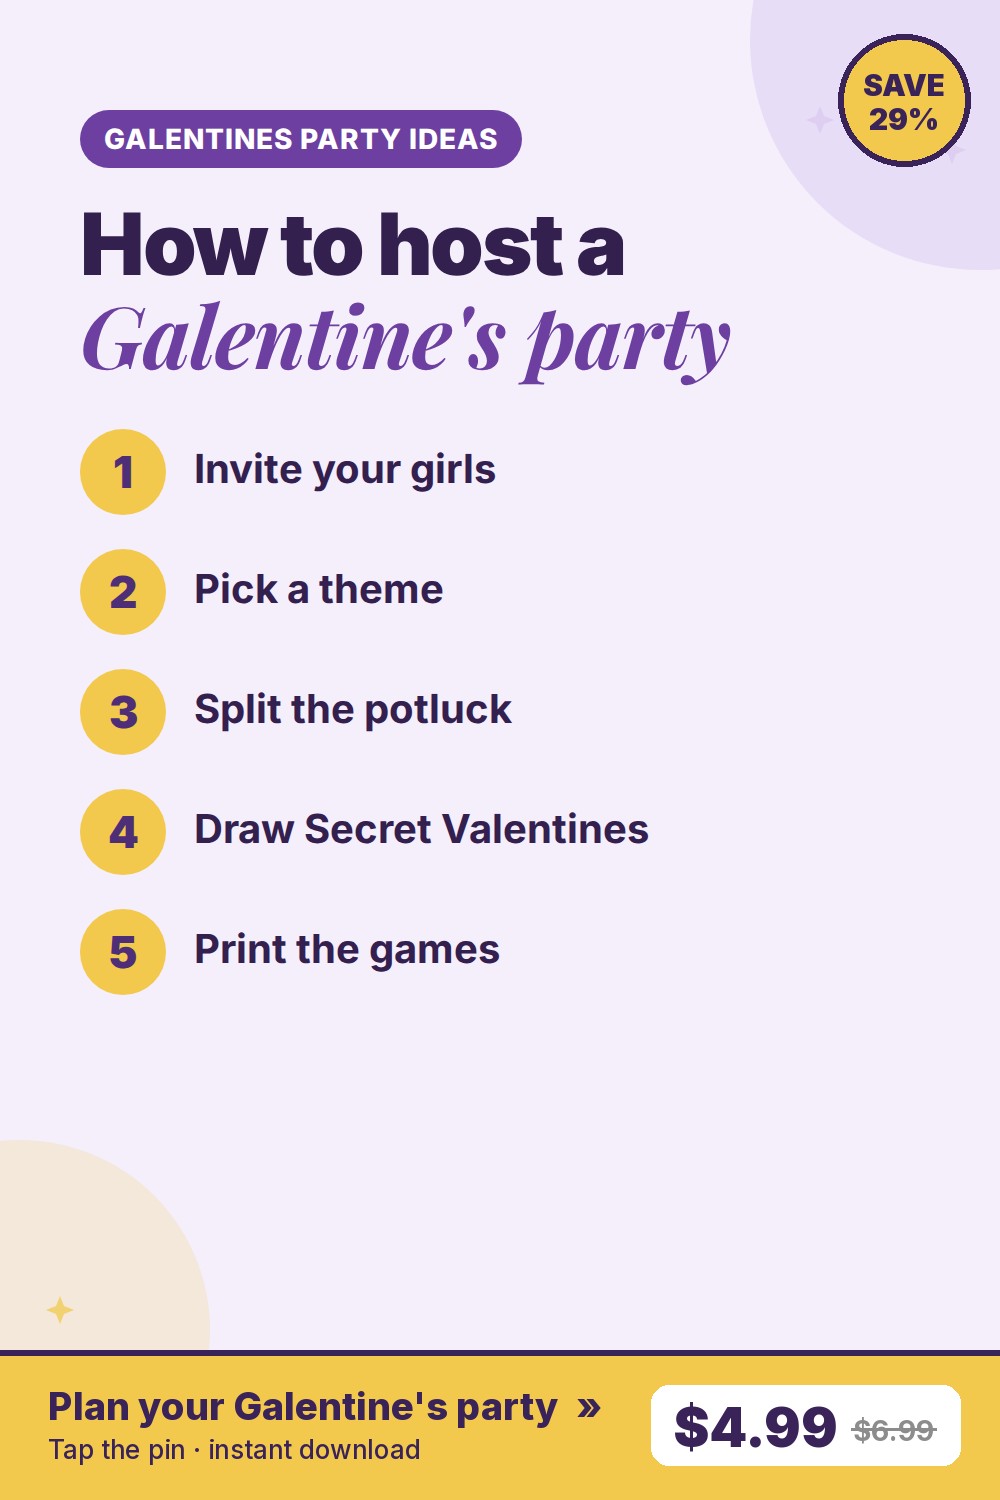 SAVE
29%
GALENTINES PARTY IDEAS
How to host a
Galentine's party
1 Invite your girls
2 Pick a theme
3 Split the potluck
4 Draw Secret Valentines
5 Print the games
Plan your Galentine's party »
Tap the pin · instant download
$4.99 $6.99